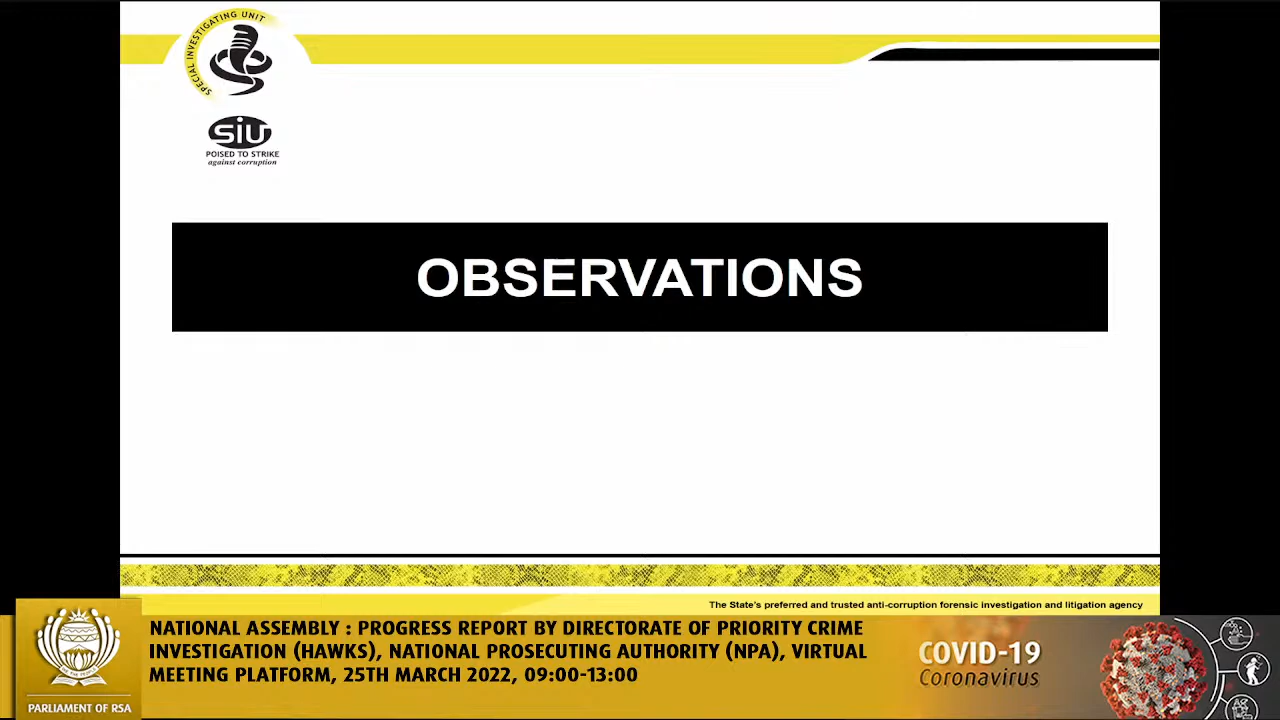 SPECIAL INVESTIGATING UNIT
SIU
POISED TO STRIKE
against corruption
OBSERVATIONS
The State's preferred and trusted anti-corruption forensic investigation and litigation agency
NATIONAL ASSEMBLY : PROGRESS REPORT BY DIRECTORATE OF PRIORITY CRIME
INVESTIGATION (HAWKS), NATIONAL PROSECUTING AUTHORITY (NPA), VIRTUAL
MEETING PLATFORM, 25TH MARCH 2022, 09:00-13:00
PARLIAMENT OF RSA
COVID-19
Coronavirus